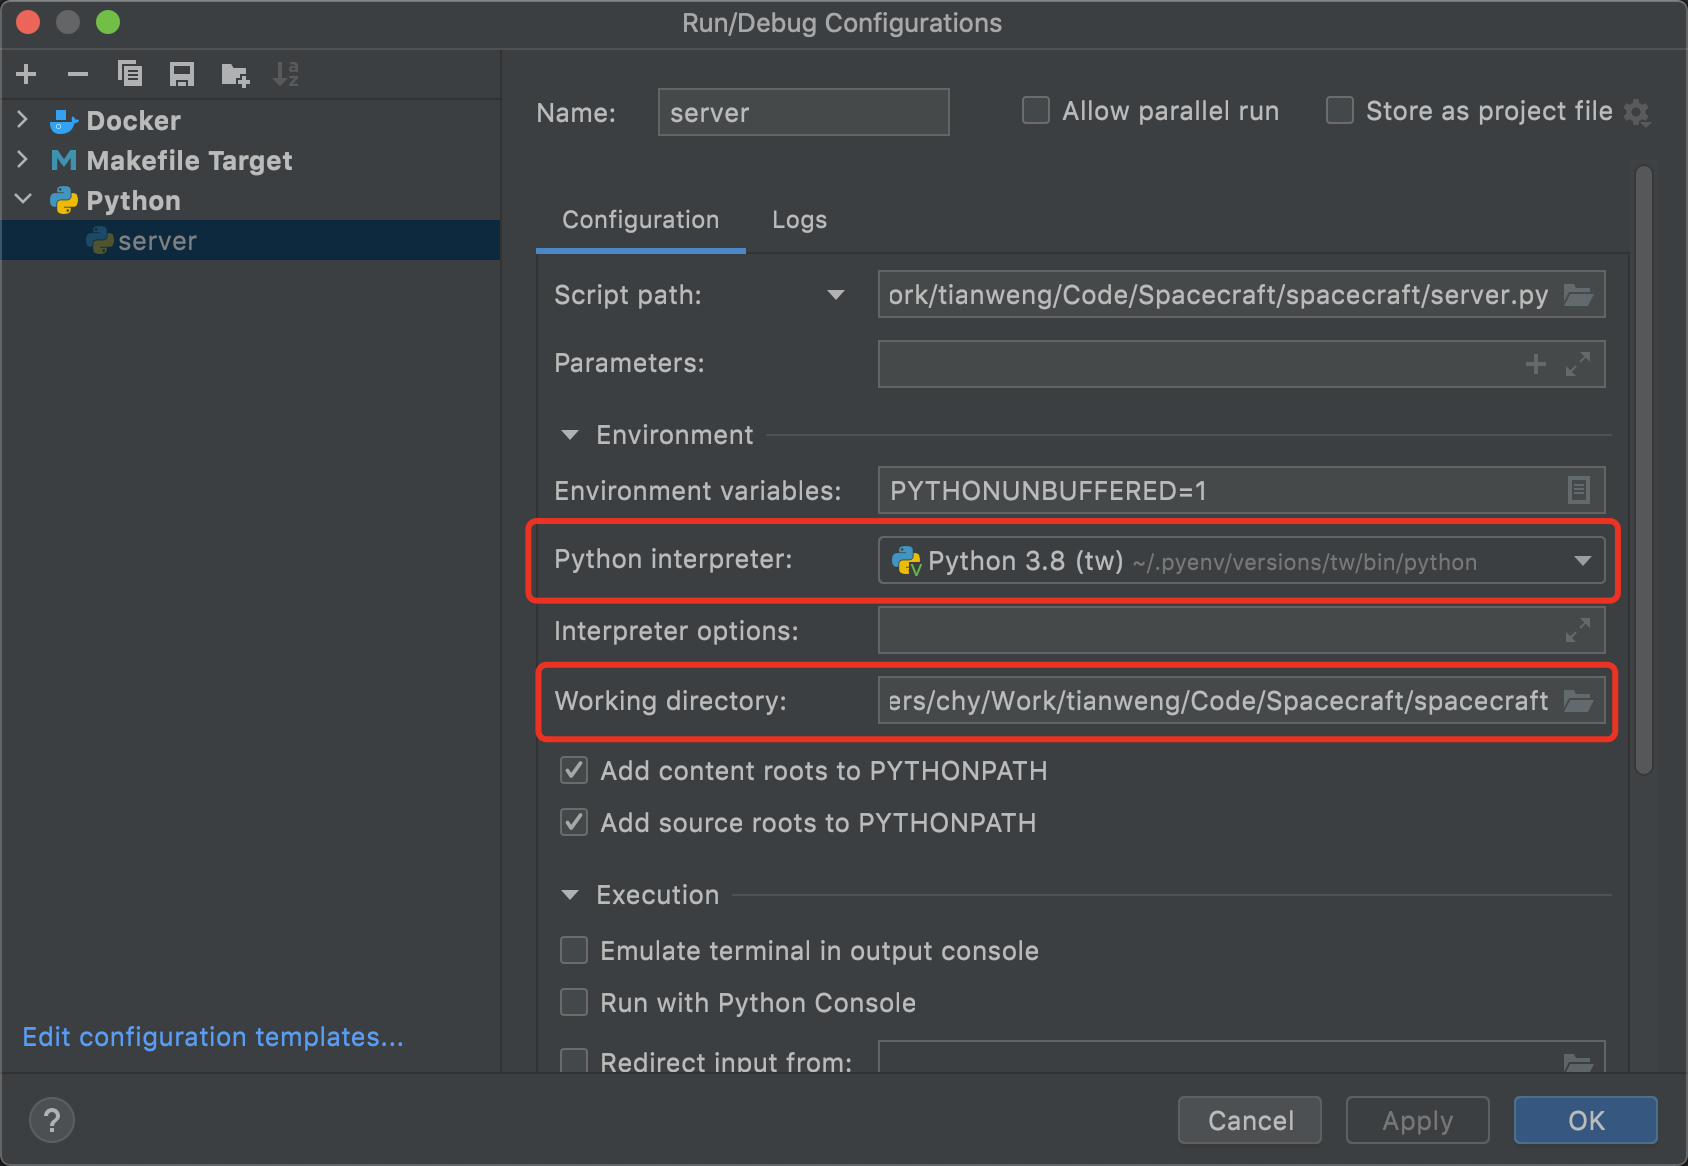 Run/Debug Configurations
Docker
Makefile Target
Python
server
Edit configuration templates...
Name: server
Allow parallel run
Store as project file
Configuration Logs
Script path: ork/tianweng/Code/Spacecraft/spacecraft/server.py
Parameters:
Environment
Environment variables: PYTHONUNBUFFERED=1
Python interpreter: Python 3.8 (tw) ~/.pyenv/versions/tw/bin/python
Interpreter options:
Working directory: ers/chy/Work/tianweng/Code/Spacecraft/spacecraft
Add content roots to PYTHONPATH
Add source roots to PYTHONPATH
Execution
Emulate terminal in output console
Run with Python Console
Redirect input from:
?
Cancel Apply OK